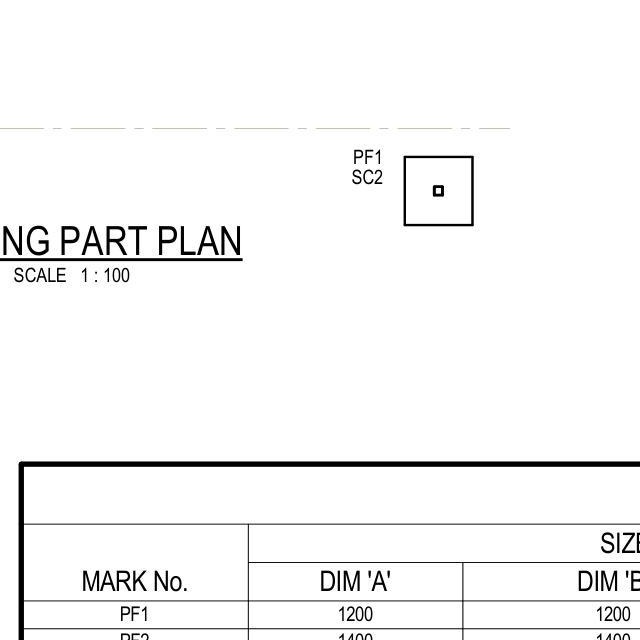 PF1
SC2
NG PART PLAN
SCALE 1 : 100
SIZE
MARK No. DIM 'A' DIM 'B
PF1 1200 1200
PF2 1400 1400